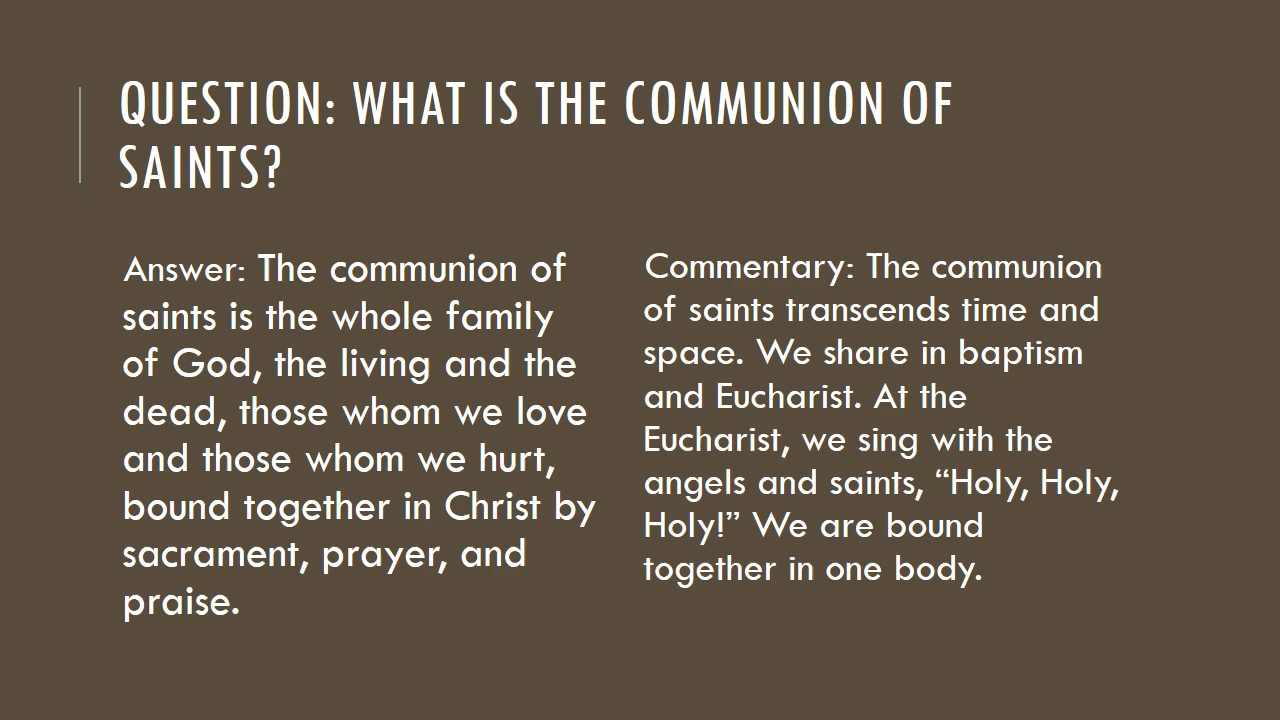 QUESTION: WHAT IS THE COMMUNION OF
SAINTS?
Answer: The communion of
saints is the whole family
of God, the living and the
dead, those whom we love
and those whom we hurt,
bound together in Christ by
sacrament, prayer, and
praise.
Commentary: The communion
of saints transcends time and
space. We share in baptism
and Eucharist. At the
Eucharist, we sing with the
angels and saints, “Holy, Holy,
Holy!” We are bound
together in one body.